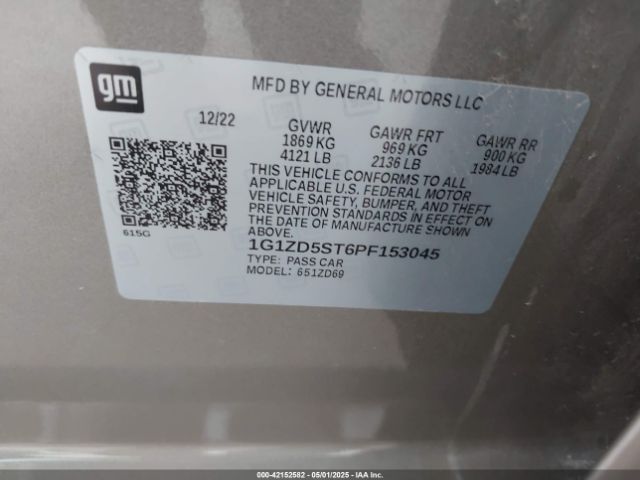 gm
MFD BY GENERAL MOTORS LLC
12/22 GVWR GAWR FRT GAWR RR
1869 KG 969 KG 900 KG
4121 LB 2136 LB 1984 LB
THIS VEHICLE CONFORMS TO ALL
APPLICABLE U.S. FEDERAL MOTOR
VEHICLE SAFETY, BUMPER, AND THEFT
PREVENTION STANDARDS IN EFFECT ON
THE DATE OF MANUFACTURE SHOWN
ABOVE.
615G
1G1ZD5ST6PF153045
TYPE: PASS CAR
MODEL: 651ZD69
000-42152582 - 05/01/2025 - IAA Inc.